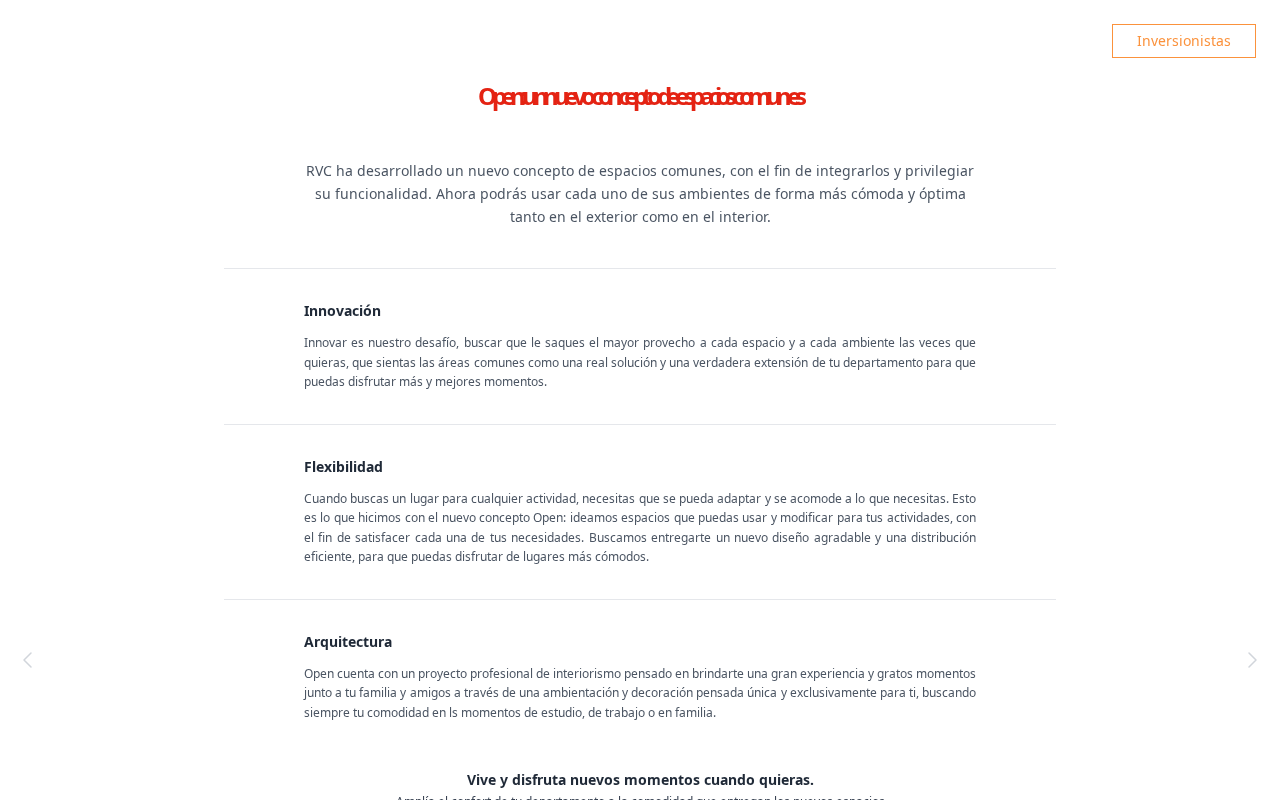 Inversionistas
Open un nuevo concepto de espacios comunes
RVC ha desarrollado un nuevo concepto de espacios comunes, con el fin de integrarlos y privilegiar
su funcionalidad. Ahora podrás usar cada uno de sus ambientes de forma más cómoda y óptima
tanto en el exterior como en el interior.
Innovación
Innovar es nuestro desafío, buscar que le saques el mayor provecho a cada espacio y a cada ambiente las veces que
quieras, que sientas las áreas comunes como una real solución y una verdadera extensión de tu departamento para que
puedas disfrutar más y mejores momentos.
Flexibilidad
Cuando buscas un lugar para cualquier actividad, necesitas que se pueda adaptar y se acomode a lo que necesitas. Esto
es lo que hicimos con el nuevo concepto Open: ideamos espacios que puedas usar y modificar para tus actividades, con
el fin de satisfacer cada una de tus necesidades. Buscamos entregarte un nuevo diseño agradable y una distribución
eficiente, para que puedas disfrutar de lugares más cómodos.
Arquitectura
Open cuenta con un proyecto profesional de interiorismo pensado en brindarte una gran experiencia y gratos momentos
junto a tu familia y amigos a través de una ambientación y decoración pensada única y exclusivamente para ti, buscando
siempre tu comodidad en ls momentos de estudio, de trabajo o en familia.
Vive y disfruta nuevos momentos cuando quieras.